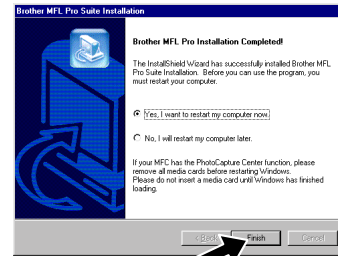 Brother MFL Pro Suite Installation
Brother MFL Pro Installation Completed!
The InstallShield Wizard has successfully installed Brother MFL
Pro Suite Installation. Before you can use the program, you
must restart your computer.
Yes, I want to restart my computer now.
No, I will restart my computer later.
If your MFC has the PhotoCapture Center function, please
remove all media cards before restarting Windows.
Please do not insert a media card until Windows has finished
loading.
< Back
Finish
Cancel